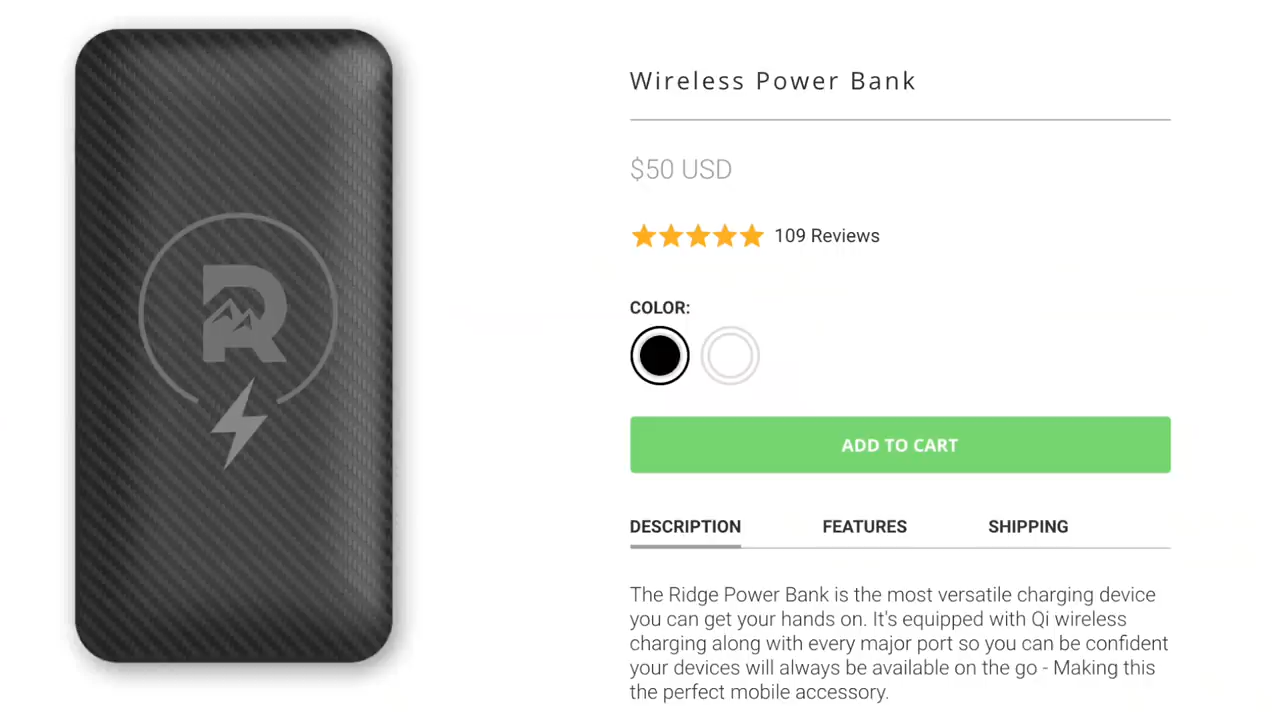 R
Wireless Power Bank
$50 USD
109 Reviews
COLOR:
ADD TO CART
DESCRIPTION FEATURES SHIPPING
The Ridge Power Bank is the most versatile charging device
you can get your hands on. It's equipped with Qi wireless
charging along with every major port so you can be confident
your devices will always be available on the go - Making this
the perfect mobile accessory.